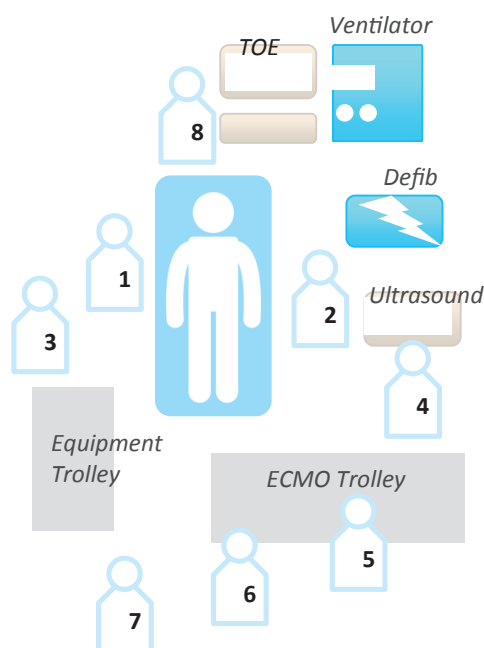 Ventilator
TOE
8
Defib
1
2
Ultrasound
3
4
Equipment
Trolley
ECMO Trolley
5
6
7